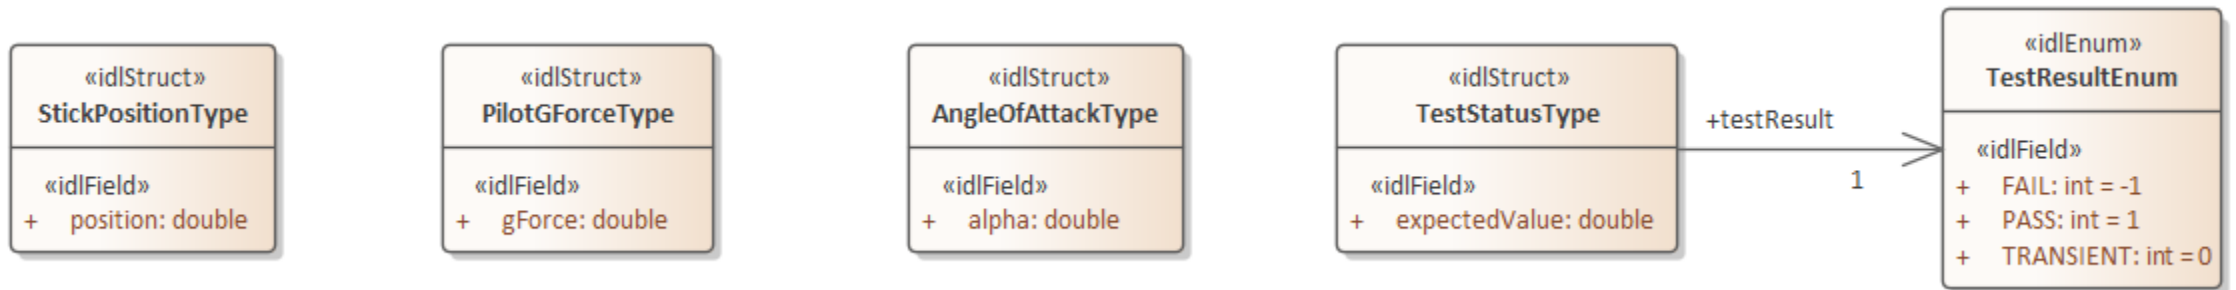 «idlStruct»
StickPositionType
«idlField»
+ position: double
«idlStruct»
PilotGForceType
«idlField»
+ gForce: double
«idlStruct»
AngleOfAttackType
«idlField»
+ alpha: double
«idlStruct»
TestStatusType
«idlField»
+ expectedValue: double
+testResult
1
«idlEnum»
TestResultEnum
«idlField»
+ FAIL: int = -1
+ PASS: int = 1
+ TRANSIENT: int = 0